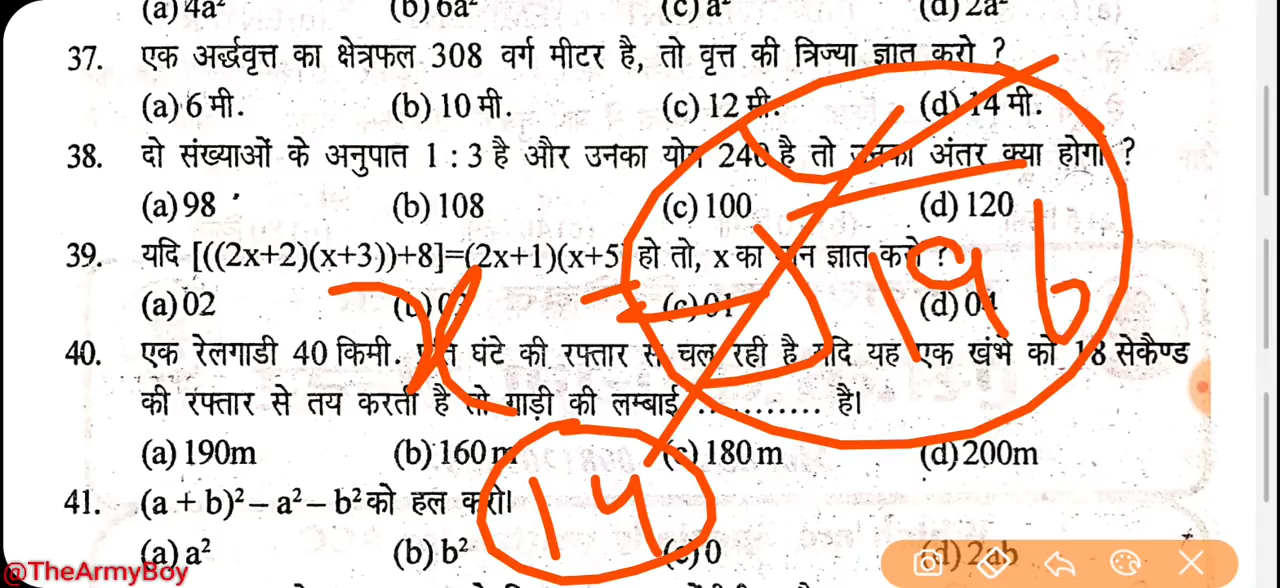 (a) 4a² (b) 6a² (c) a² (d) 2a²
37. एक अर्द्धवृत्त का क्षेत्रफल 308 वर्ग मीटर है, तो वृत्त की त्रिज्या ज्ञात करो ?
(a) 6 मी. (b) 10 मी. (c) 12 मी. (d) 14 मी.
38. दो संख्याओं के अनुपात 1 : 3 है और उनका योग 240 है तो उनका अंतर क्या होगा ?
(a) 98 (b) 108 (c) 100 (d) 120
39. यदि [((2x+2)(x+3))+8]=(2x+1)(x+5) हो तो, x का मान ज्ञात करो ?
(a) 02 (b) (c) 01 (d) 04
40. एक रेलगाडी 40 किमी. प्रति घंटे की रफ्तार से चल रही है यदि यह एक खंभे को 18 सेकैण्ड
की रफ्तार से तय करती है तो गाड़ी की लम्बाई ........... है।
(a) 190m (b) 160m (c) 180m (d) 200m
41. (a + b)² – a² – b² को हल करो।
(a) a² (b) b² (c) 0 (d) 2ab
x = 196
14
@TheArmyBoy